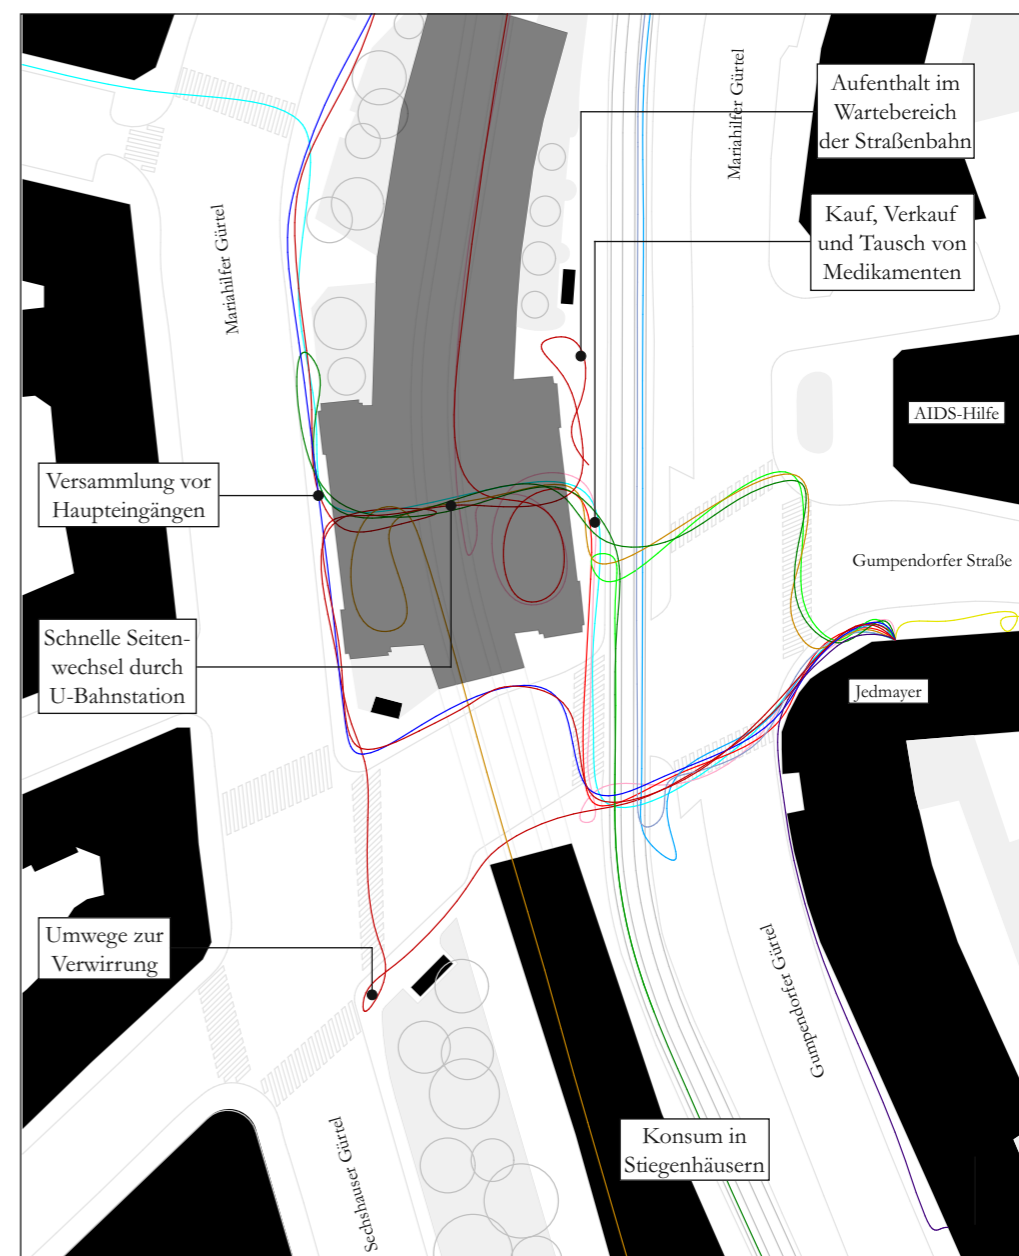 Aufenthalt im
Wartebereich
der Straßenbahn
Mariahilfer Gürtel
Kauf, Verkauf
und Tausch von
Medikamenten
Mariahilfer Gürtel
AIDS-Hilfe
Versammlung vor
Haupteingängen
Gumpendorfer Straße
Schnelle Seiten-
wechsel durch
U-Bahnstation
Jedmayer
Umwege zur
Verwirrung
Gumpendorfer Gürtel
Konsum in
Stiegenhäusern
Sechshauser Gürtel